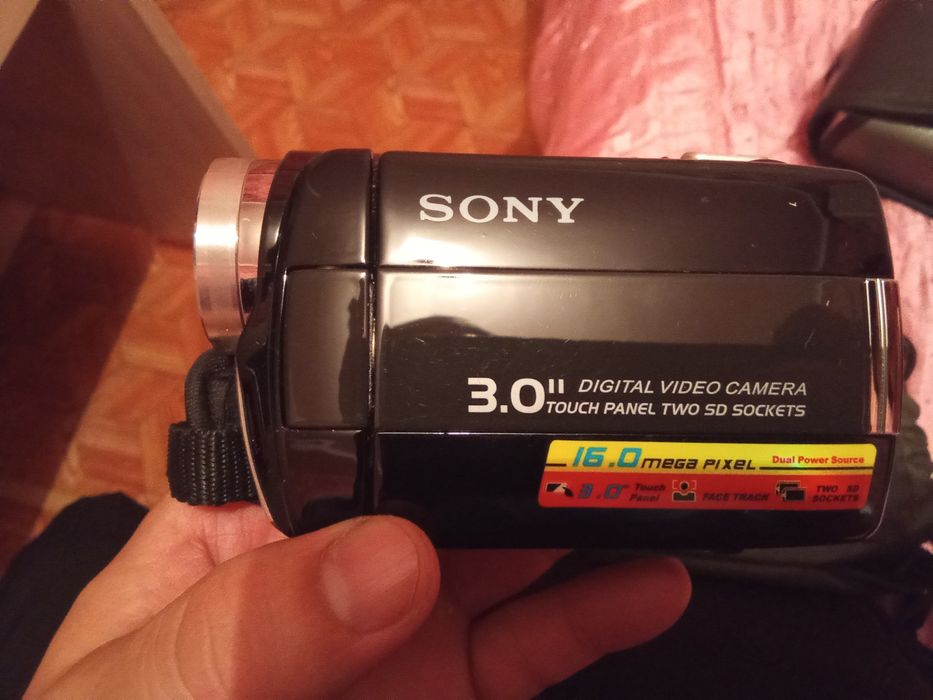 SONY
3.0" DIGITAL VIDEO CAMERA
TOUCH PANEL TWO SD SOCKETS
16.0 mega PIXEL Dual Power Source
3.0" Touch Panel FACE TRACK TWO SD SOCKETS